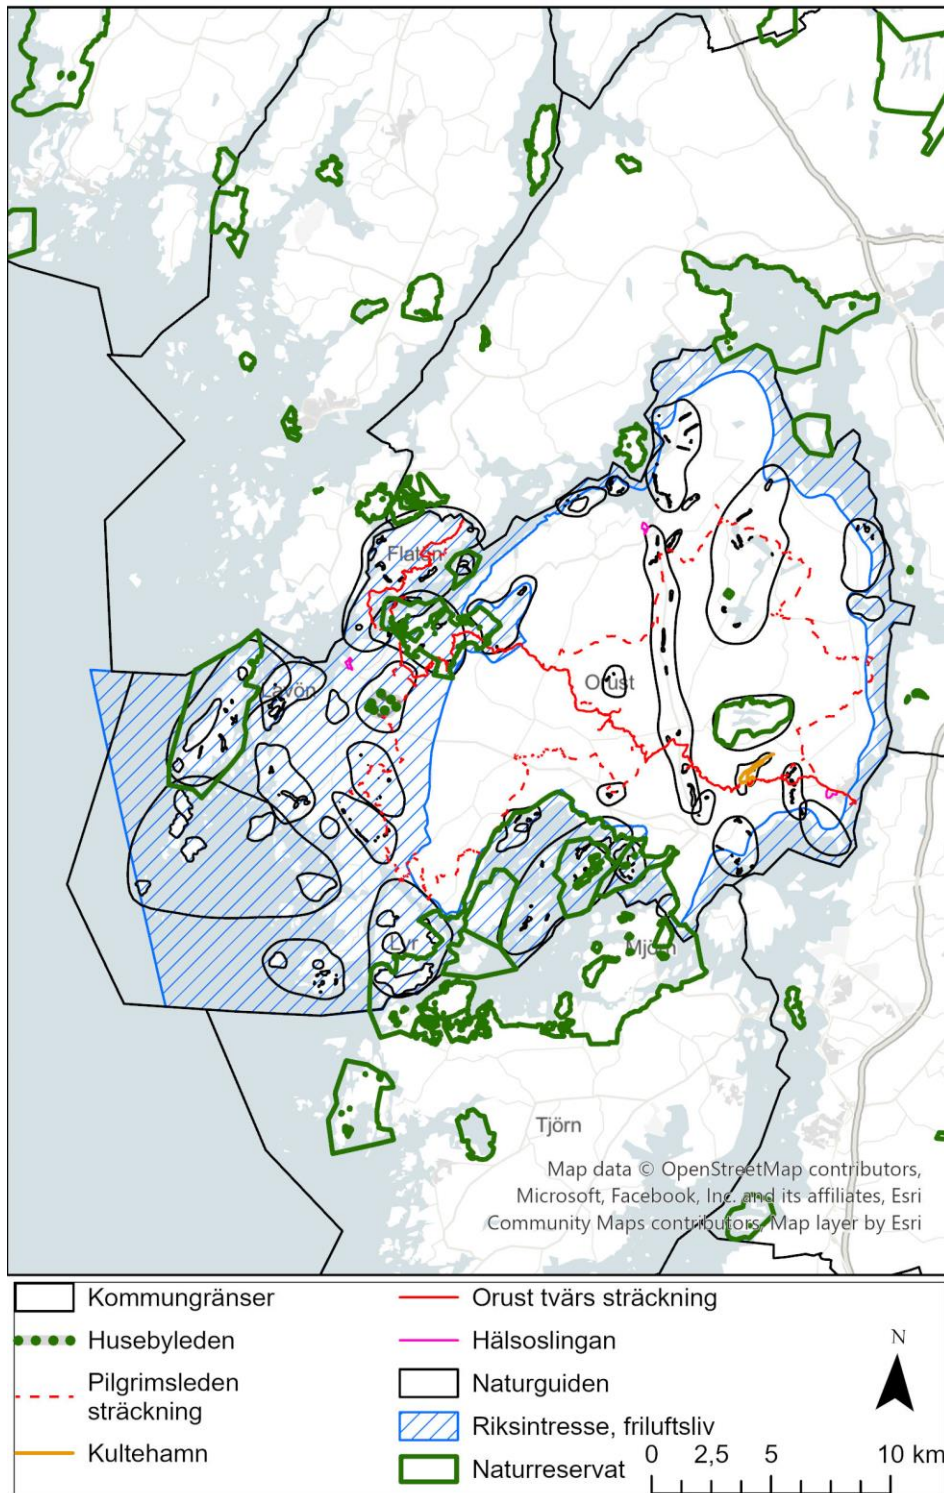 Flatön
Lavön
Orust
Lyr
Mjörn
Tjörn
Map data © OpenStreetMap contributors,
Microsoft, Facebook, Inc. and its affiliates, Esri
Community Maps contributors, Map layer by Esri
Kommungränser
Husebyleden
Pilgrimsleden
sträckning
Kultehamn
Orust tvärs sträckning
Hälsoslingan
Naturguiden
Riksintresse, friluftsliv
Naturreservat
N
0 2,5 5 10 km